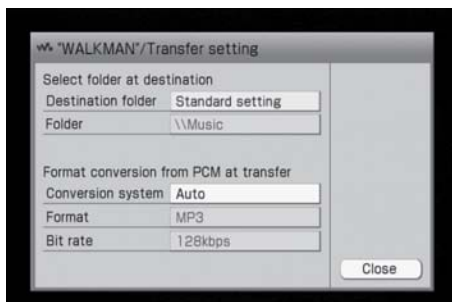 "WALKMAN"/Transfer setting
Select folder at destination
Destination folder Standard setting
Folder \\Music
Format conversion from PCM at transfer
Conversion system Auto
Format MP3
Bit rate 128kbps
Close